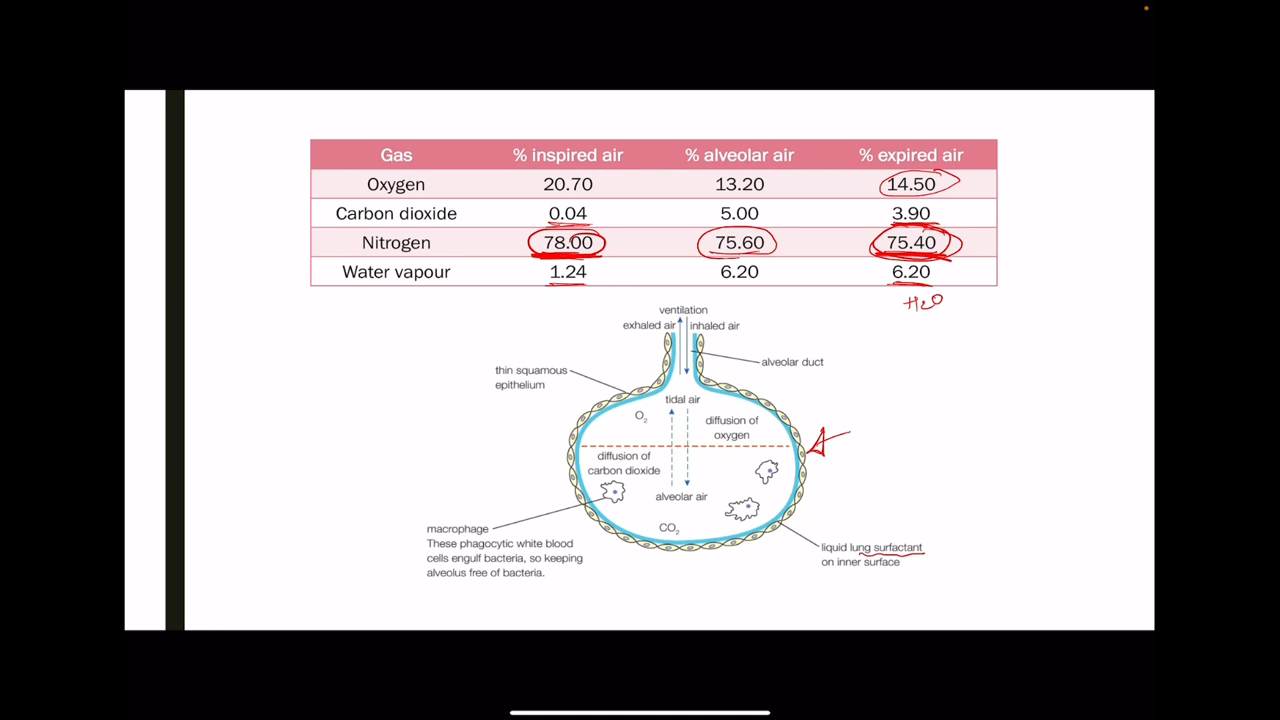 Gas % inspired air % alveolar air % expired air
Oxygen 20.70 13.20 14.50
Carbon dioxide 0.04 5.00 3.90
Nitrogen 78.00 75.60 75.40
Water vapour 1.24 6.20 6.20
H2O
ventilation
exhaled air inhaled air
alveolar duct
thin squamous
epithelium
tidal air
O2
diffusion of
oxygen
diffusion of
carbon dioxide
alveolar air
CO2
macrophage
These phagocytic white blood
cells engulf bacteria, so keeping
alveolus free of bacteria.
liquid lung surfactant
on inner surface